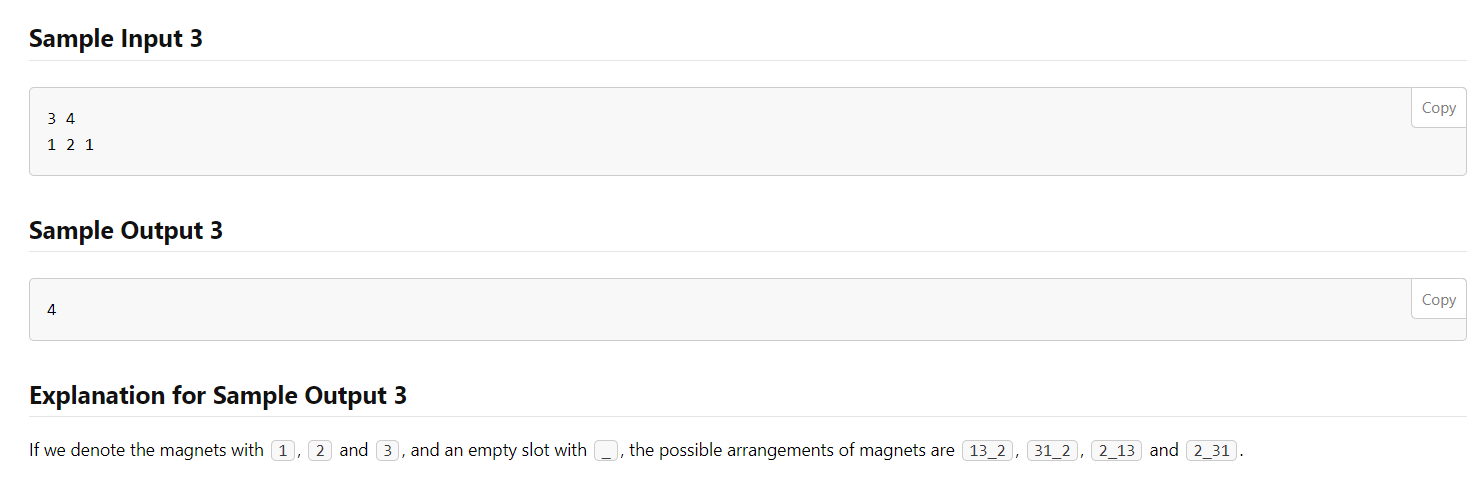 Sample Input 3
Copy
3 4
1 2 1
Sample Output 3
Copy
4
Explanation for Sample Output 3
If we denote the magnets with 1, 2 and 3, and an empty slot with _, the possible arrangements of magnets are 13_2, 31_2, 2_13 and 2_31.